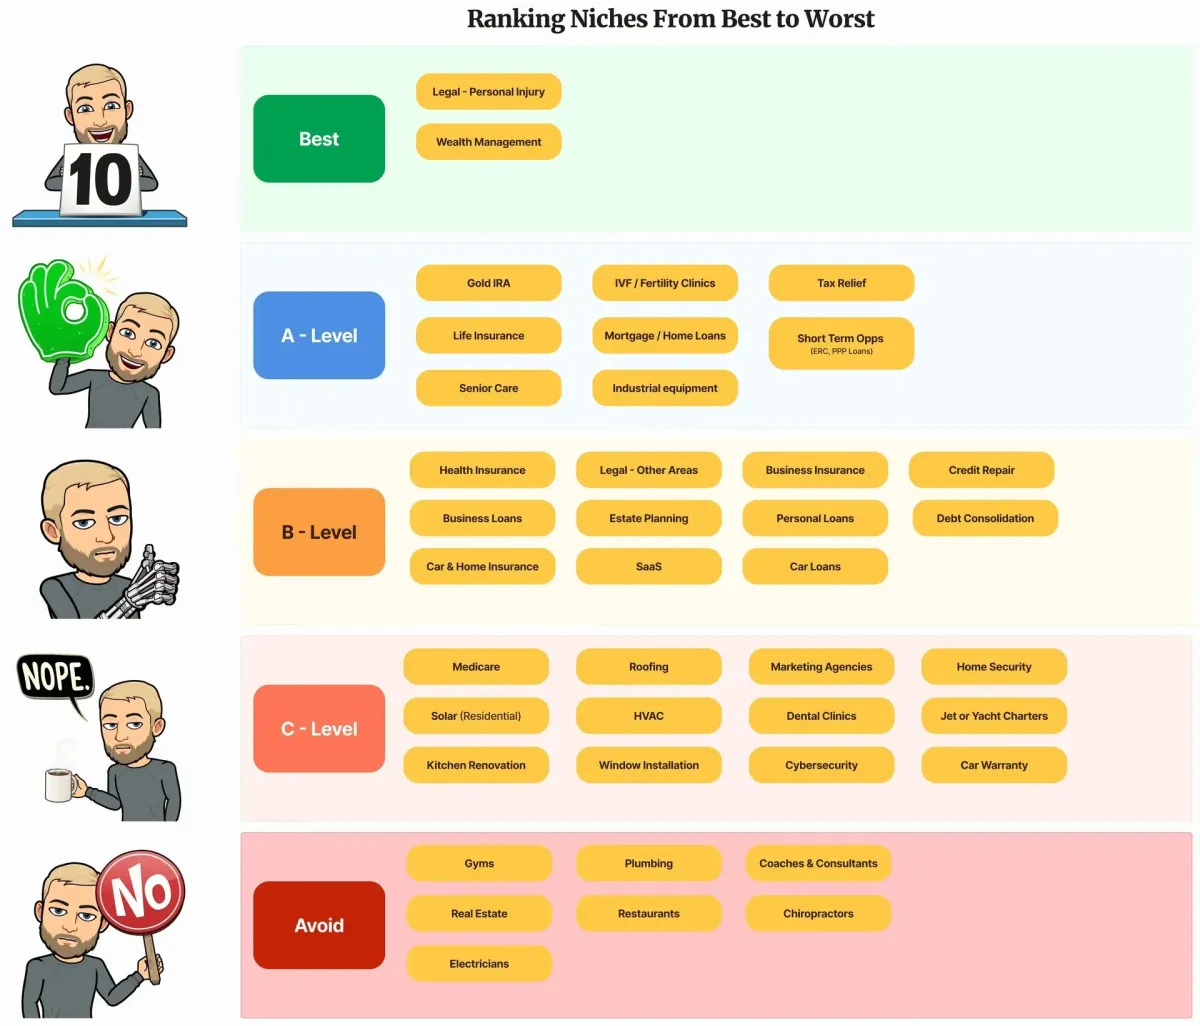 Ranking Niches From Best to Worst
10
Best
Legal - Personal Injury
Wealth Management
A - Level
Gold IRA
IVF / Fertility Clinics
Tax Relief
Life Insurance
Mortgage / Home Loans
Short Term Opps
(ERC, PPP Loans)
Senior Care
Industrial equipment
B - Level
Health Insurance
Legal - Other Areas
Business Insurance
Credit Repair
Business Loans
Estate Planning
Personal Loans
Debt Consolidation
Car & Home Insurance
SaaS
Car Loans
NOPE.
C - Level
Medicare
Roofing
Marketing Agencies
Home Security
Solar (Residential)
HVAC
Dental Clinics
Jet or Yacht Charters
Kitchen Renovation
Window Installation
Cybersecurity
Car Warranty
NO
Avoid
Gyms
Plumbing
Coaches & Consultants
Real Estate
Restaurants
Chiropractors
Electricians